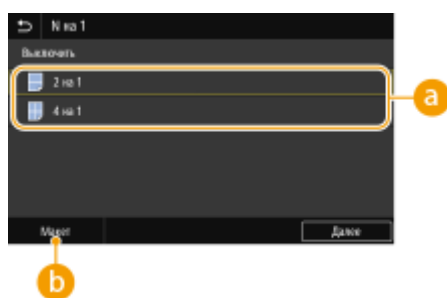 N на 1
Выключить
2 на 1
4 на 1
a
Макет
Далее
b